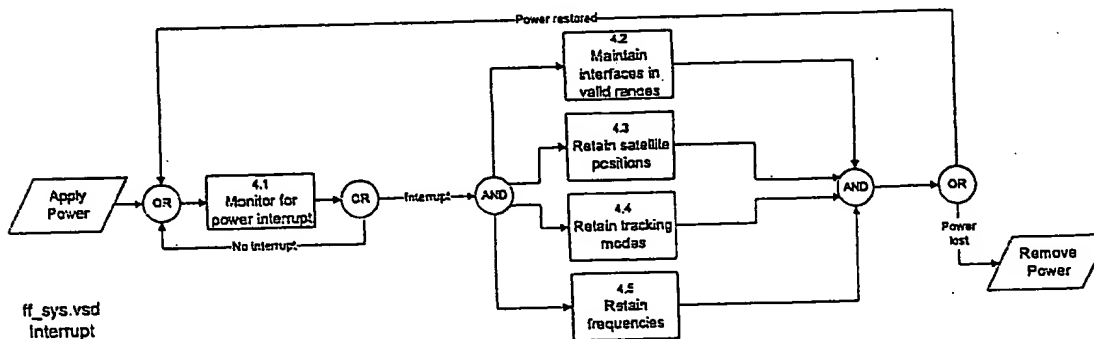 Power restored
4.2
Maintain
interfaces in
valid ranges
4.3
Retain satellite
positions
Apply
Power
OR
4.1
Monitor for
power interrupt
OR
Interrupt
AND
AND
OR
No interrupt
4.4
Retain tracking
modes
Power
lost
Remove
Power
4.5
Retain
frequencies
ff_sys.vsd
Interrupt